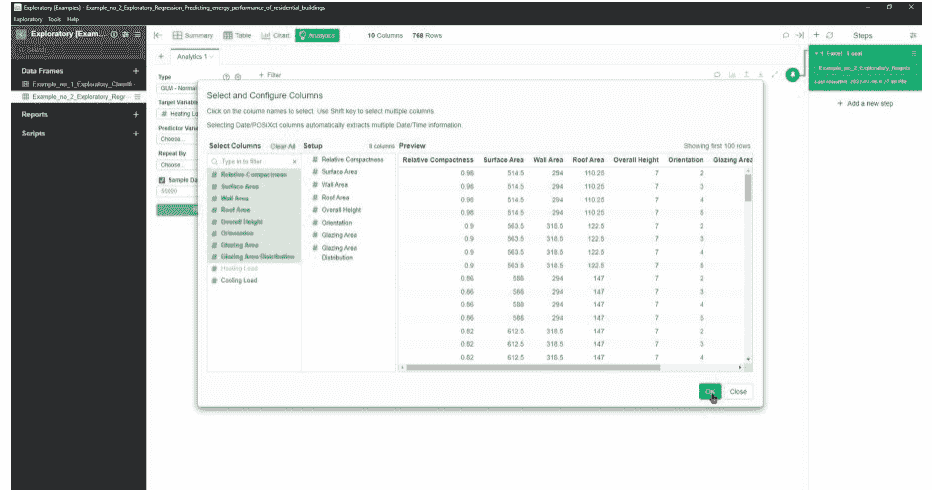 Exploratory (Examples) - Example_no_2_Exploratory_Regression_Predicting_energy_performance_of_residential_buildings
Exploratory Tools Help
Exploratory [Exam...
Summary Table Chart Analytics 10 Columns 768 Rows Steps
Analytics 1
Data Frames +
Example_no_1_Exploratory_Classifi
Example_no_2_Exploratory_Regr
Reports +
Scripts +
Type
+ Filter
GLM - Normal
Target Variable
# Heating Lo
Predictor Varia
Choose...
Repeat By
Choose...
Sample Da
50000
+ Add a new step
Select and Configure Columns
Click on the column names to select. Use Shift key to select multiple columns.
Selecting Date/POSIXct columns automatically extracts multiple Date/Time information.
Select Columns Clear All Setup 8 columns Preview Showing first 100 rows
Type in to filter ×
# Relative Compactness
# Surface Area
# Wall Area
# Roof Area
# Overall Height
# Orientation
# Glazing Area
# Glazing Area Distribution
# Heating Load
# Cooling Load
# Relative Compactness
# Surface Area
# Wall Area
# Roof Area
# Overall Height
# Orientation
# Glazing Area
# Glazing Area
Distribution
Relative Compactness Surface Area Wall Area Roof Area Overall Height Orientation Glazing Area
0.98 514.5 294 110.25 7 2
0.98 514.5 294 110.25 7 3
0.98 514.5 294 110.25 7 4
0.98 514.5 294 110.25 7 5
0.9 563.5 318.5 122.5 7 2
0.9 563.5 318.5 122.5 7 3
0.9 563.5 318.5 122.5 7 4
0.9 563.5 318.5 122.5 7 5
0.86 588 294 147 7 2
0.86 588 294 147 7 3
0.86 588 294 147 7 4
0.86 588 294 147 7 5
0.82 612.5 318.5 147 7 2
0.82 612.5 318.5 147 7 3
0.82 612.5 318.5 147 7 4
Close